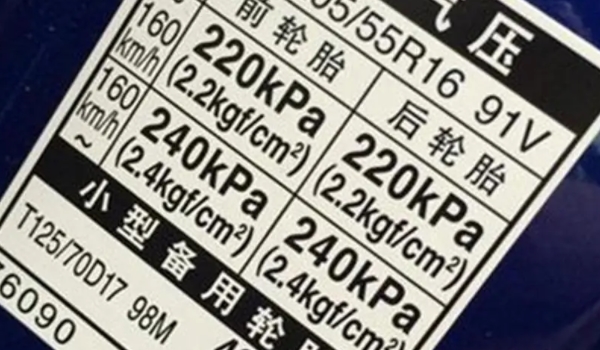 气压
05/55R16 91V
前轮胎 后轮胎
160 km/h 220kPa (2.2kgf/cm²) 220kPa (2.2kgf/cm²)
160 km/h ~ 240kPa (2.4kgf/cm²) 240kPa (2.4kgf/cm²)
小型备用轮
T125/70D17 98M
6090